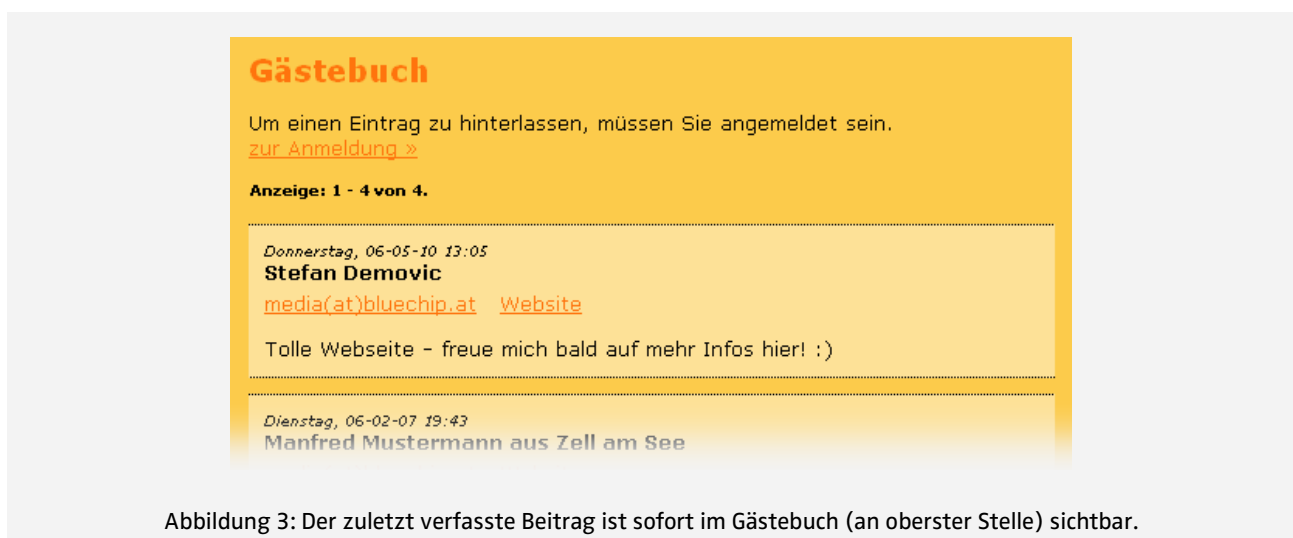 Gästebuch
Um einen Eintrag zu hinterlassen, müssen Sie angemeldet sein.
zur Anmeldung »
Anzeige: 1 - 4 von 4.
Donnerstag, 06-05-10 13:05
Stefan Demovic
media(at)bluechip.at Website
Tolle Webseite - freue mich bald auf mehr Infos hier! :)
Dienstag, 06-02-07 19:43
Manfred Mustermann aus Zell am See
Abbildung 3: Der zuletzt verfasste Beitrag ist sofort im Gästebuch (an oberster Stelle) sichtbar.